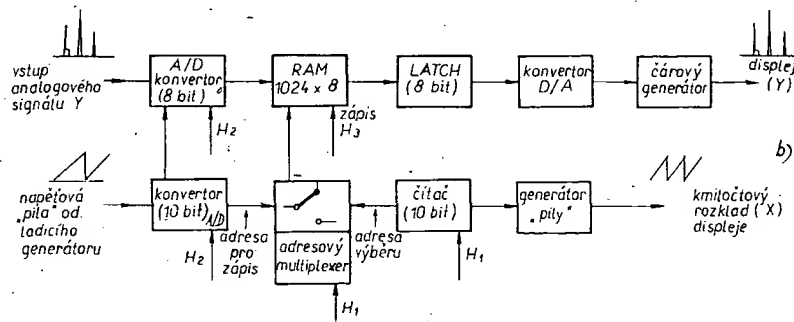 vstup
analogového
signálu Y
A/D
konvertor
(8 bit)
H2
RAM
1024 x 8
zápis
H3
LATCH
(8 bit)
konvertor
D/A
čárový
generátor
displej
(Y)
b)
napěťová
"pila" od
ladicího
generátoru
konvertor
(10 bit) A/D
H2
adresa
pro
zápis
adresový
multiplexer
H1
adresa
výběru
čítač
(10 bit)
H1
generátor
"pily"
kmitočtový
rozklad (X)
displeje